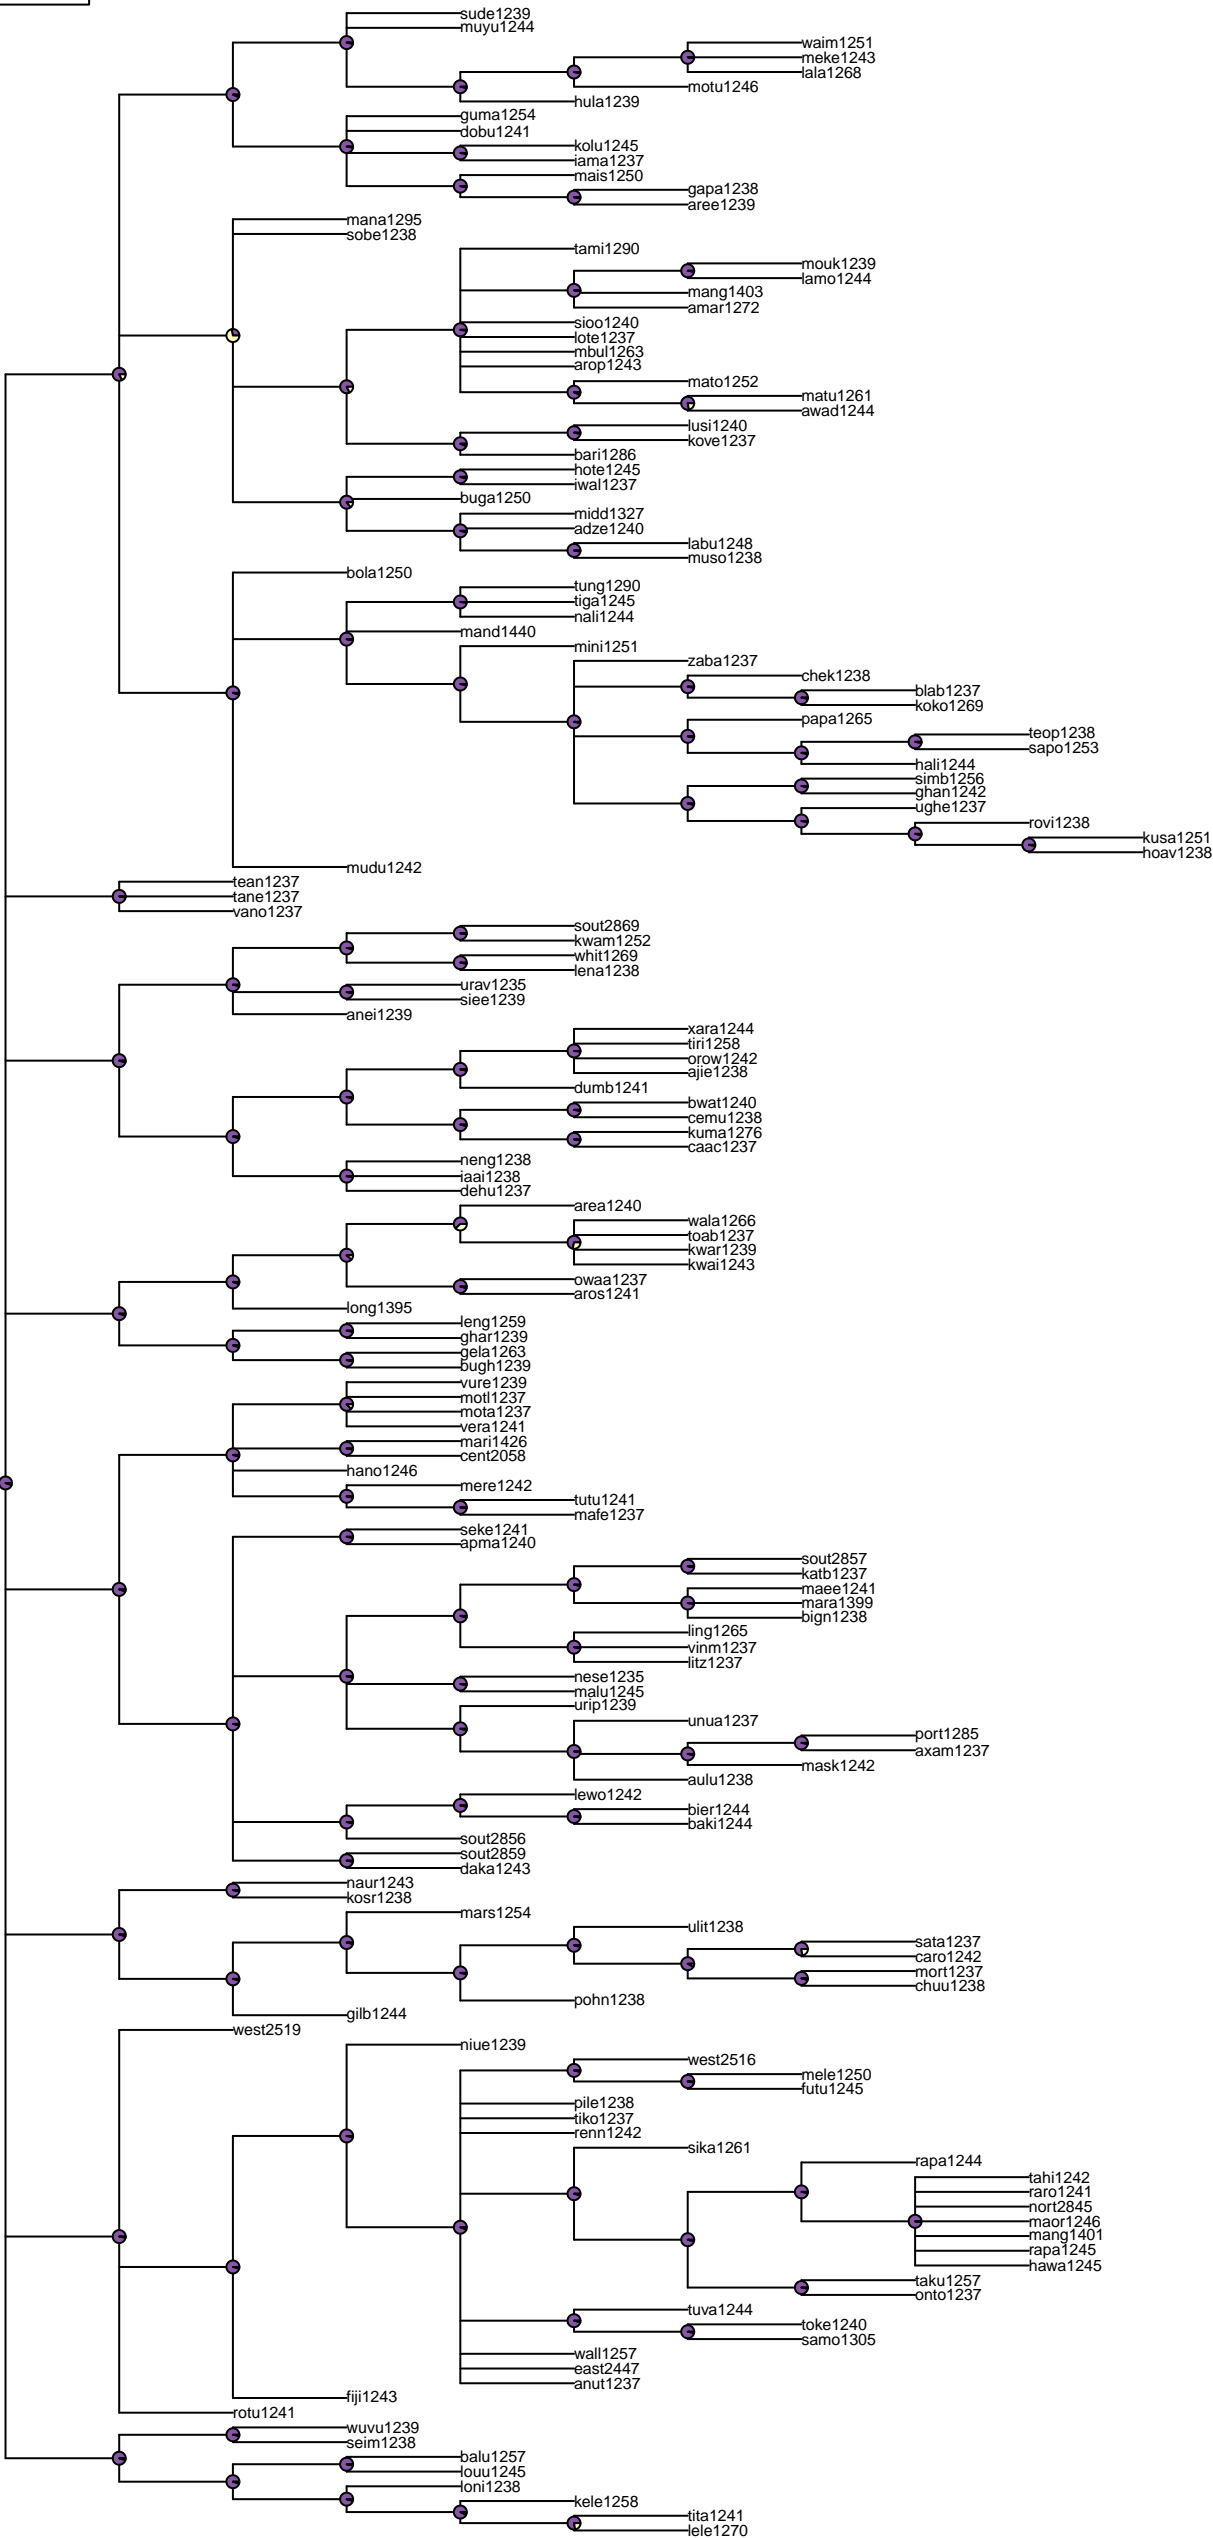 sude1239
muyu1244
waim1251
meke1243
lala1268
motu1246
hula1239
guma1254
dobu1241
kolu1245
iama1237
mais1250
gapa1238
aree1239
mana1295
sobe1238
tami1290
mouk1239
lamo1244
mang1403
amar1272
sioo1240
lote1237
mbul1263
arop1243
mato1252
matu1261
awad1244
lusi1240
kove1237
bari1286
hote1245
iwal1237
buga1250
midd1327
adze1240
labu1248
muso1238
bola1250
tung1290
tiga1245
nali1244
mand1440
mini1251
zaba1237
chek1238
blab1237
koko1269
papa1265
teop1238
sapo1253
hali1244
simb1256
ghan1242
ughe1237
rovi1238
kusa1251
hoav1238
mudu1242
tean1237
tane1237
vano1237
sout2869
kwam1252
whit1269
lena1238
urav1235
siee1239
anei1239
xara1244
tiri1258
orow1242
ajie1238
dumb1241
bwat1240
cemu1238
kuma1276
caac1237
neng1238
iaai1238
dehu1237
area1240
wala1266
toab1237
kwar1239
kwai1243
owaa1237
aros1241
long1395
leng1259
ghar1239
gela1263
bugh1239
vure1239
motl1237
mota1237
vera1241
mari1426
cent2058
hano1246
mere1242
tutu1241
mafe1237
seke1241
apma1240
sout2857
katb1237
maee1241
mara1399
bign1238
ling1265
vinm1237
litz1237
nese1235
malu1245
urip1239
unua1237
port1285
axam1237
mask1242
aulu1238
lewo1242
bier1244
baki1244
sout2856
sout2859
daka1243
naur1243
kosr1238
mars1254
ulit1238
sata1237
caro1242
mort1237
chuu1238
pohn1238
gilb1244
west2519
niue1239
west2516
mele1250
futu1245
pile1238
tiko1237
renn1242
sika1261
rapa1244
tahi1242
raro1241
nort2845
maor1246
mang1401
rapa1245
hawa1245
taku1257
onto1237
tuva1244
toke1240
samo1305
wall1257
east2447
anut1237
fiji1243
rotu1241
wuvu1239
seim1238
balu1257
louu1245
loni1238
kele1258
tita1241
lele1270